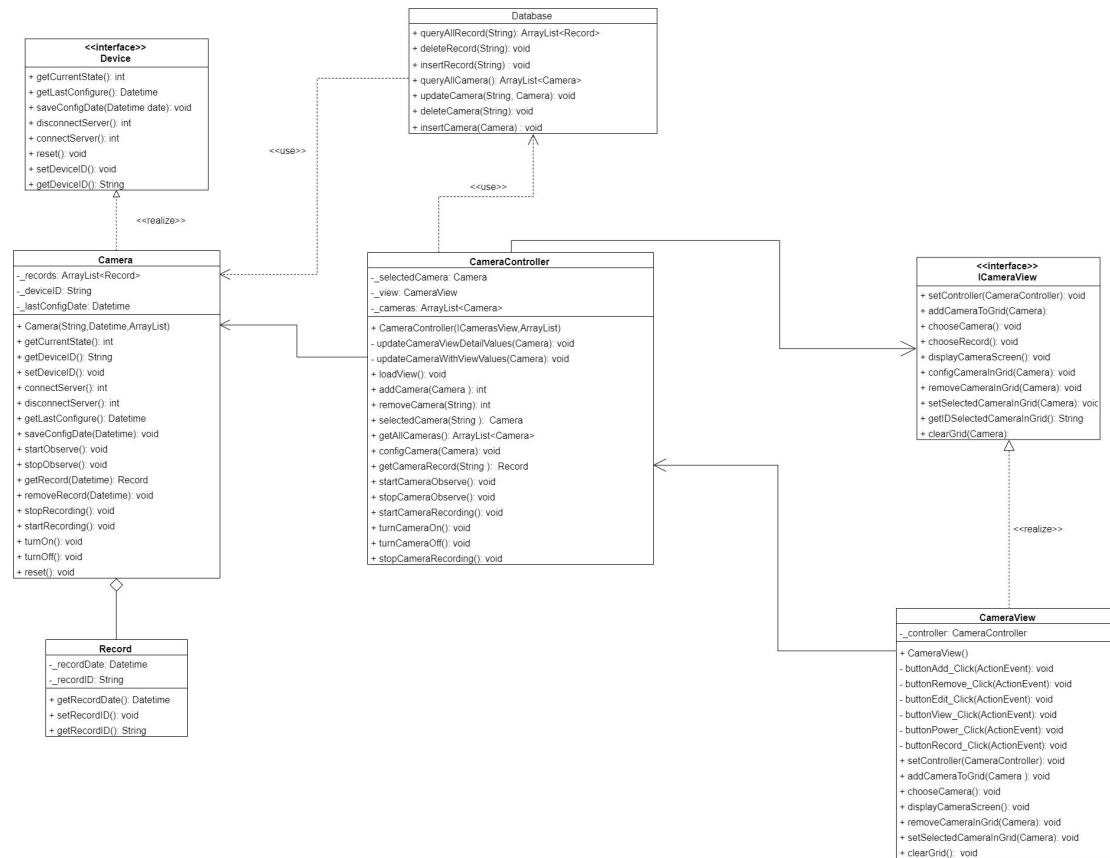 Database
+ queryAllRecord(String): ArrayList<Record>
+ deleteRecord(String): void
+ insertRecord(String) : void
+ queryAllCamera(): ArrayList<Camera>
+ updateCamera(String, Camera): void
+ deleteCamera(String): void
+ insertCamera(Camera) : void
<<interface>>
Device
+ getCurrentState(): int
+ getLastConfigure(): Datetime
+ saveConfigDate(Datetime date): void
+ disconnectServer(): int
+ connectServer(): int
+ reset(): void
+ setDeviceID(): void
+ getDeviceID(): String
<<use>>
<<use>>
<<realize>>
Camera
-_records: ArrayList<Record>
-_deviceID: String
-_lastConfigDate: Datetime
+ Camera(String,Datetime,ArrayList)
+ getCurrentState(): int
+ getDeviceID(): String
+ setDeviceID(): void
+ connectServer(): int
+ disconnectServer(): int
+ getLastConfigure(): Datetime
+ saveConfigDate(Datetime): void
+ startObserve(): void
+ stopObserve(): void
+ getRecord(Datetime): Record
+ removeRecord(Datetime): void
+ stopRecording(): void
+ startRecording(): void
+ turnOn(): void
+ turnOff(): void
+ reset(): void
CameraController
-_selectedCamera: Camera
-_view: CameraView
-_cameras: ArrayList<Camera>
+ CameraController(ICamerasView,ArrayList)
- updateCameraViewDetailValues(Camera): void
- updateCameraWithViewValues(Camera): void
+ loadView(): void
+ addCamera(Camera ): int
+ removeCamera(String): int
+ selectedCamera(String ): Camera
+ getAllCameras(): ArrayList<Camera>
+ configCamera(Camera): void
+ getCameraRecord(String ): Record
+ startCameraObserve(): void
+ stopCameraObserve(): void
+ startCameraRecording(): void
+ turnCameraOn(): void
+ turnCameraOff(): void
+ stopCameraRecording(): void
<<interface>>
ICameraView
+ setController(CameraController): void
+ addCameraToGrid(Camera):
+ chooseCamera(): void
+ chooseRecord(): void
+ displayCameraScreen(): void
+ configCameraInGrid(Camera): void
+ removeCameraInGrid(Camera): void
+ setSelectedCameraInGrid(Camera): void
+ getIDSelectedCameraInGrid(): String
+ clearGrid(Camera):
<<realize>>
Record
-_recordDate: Datetime
-_recordID: String
+ getRecordDate(): Datetime
+ setRecordID(): void
+ getRecordID(): String
CameraView
-_controller: CameraController
+ CameraView()
- buttonAdd_Click(ActionEvent): void
- buttonRemove_Click(ActionEvent): void
- buttonEdit_Click(ActionEvent): void
- buttonView_Click(ActionEvent): void
- buttonPower_Click(ActionEvent): void
- buttonRecord_Click(ActionEvent): void
+ setController(CameraController): void
+ addCameraToGrid(Camera ): void
+ chooseCamera(): void
+ displayCameraScreen(): void
+ removeCameraInGrid(Camera): void
+ setSelectedCameraInGrid(Camera): void
+ clearGrid(): void